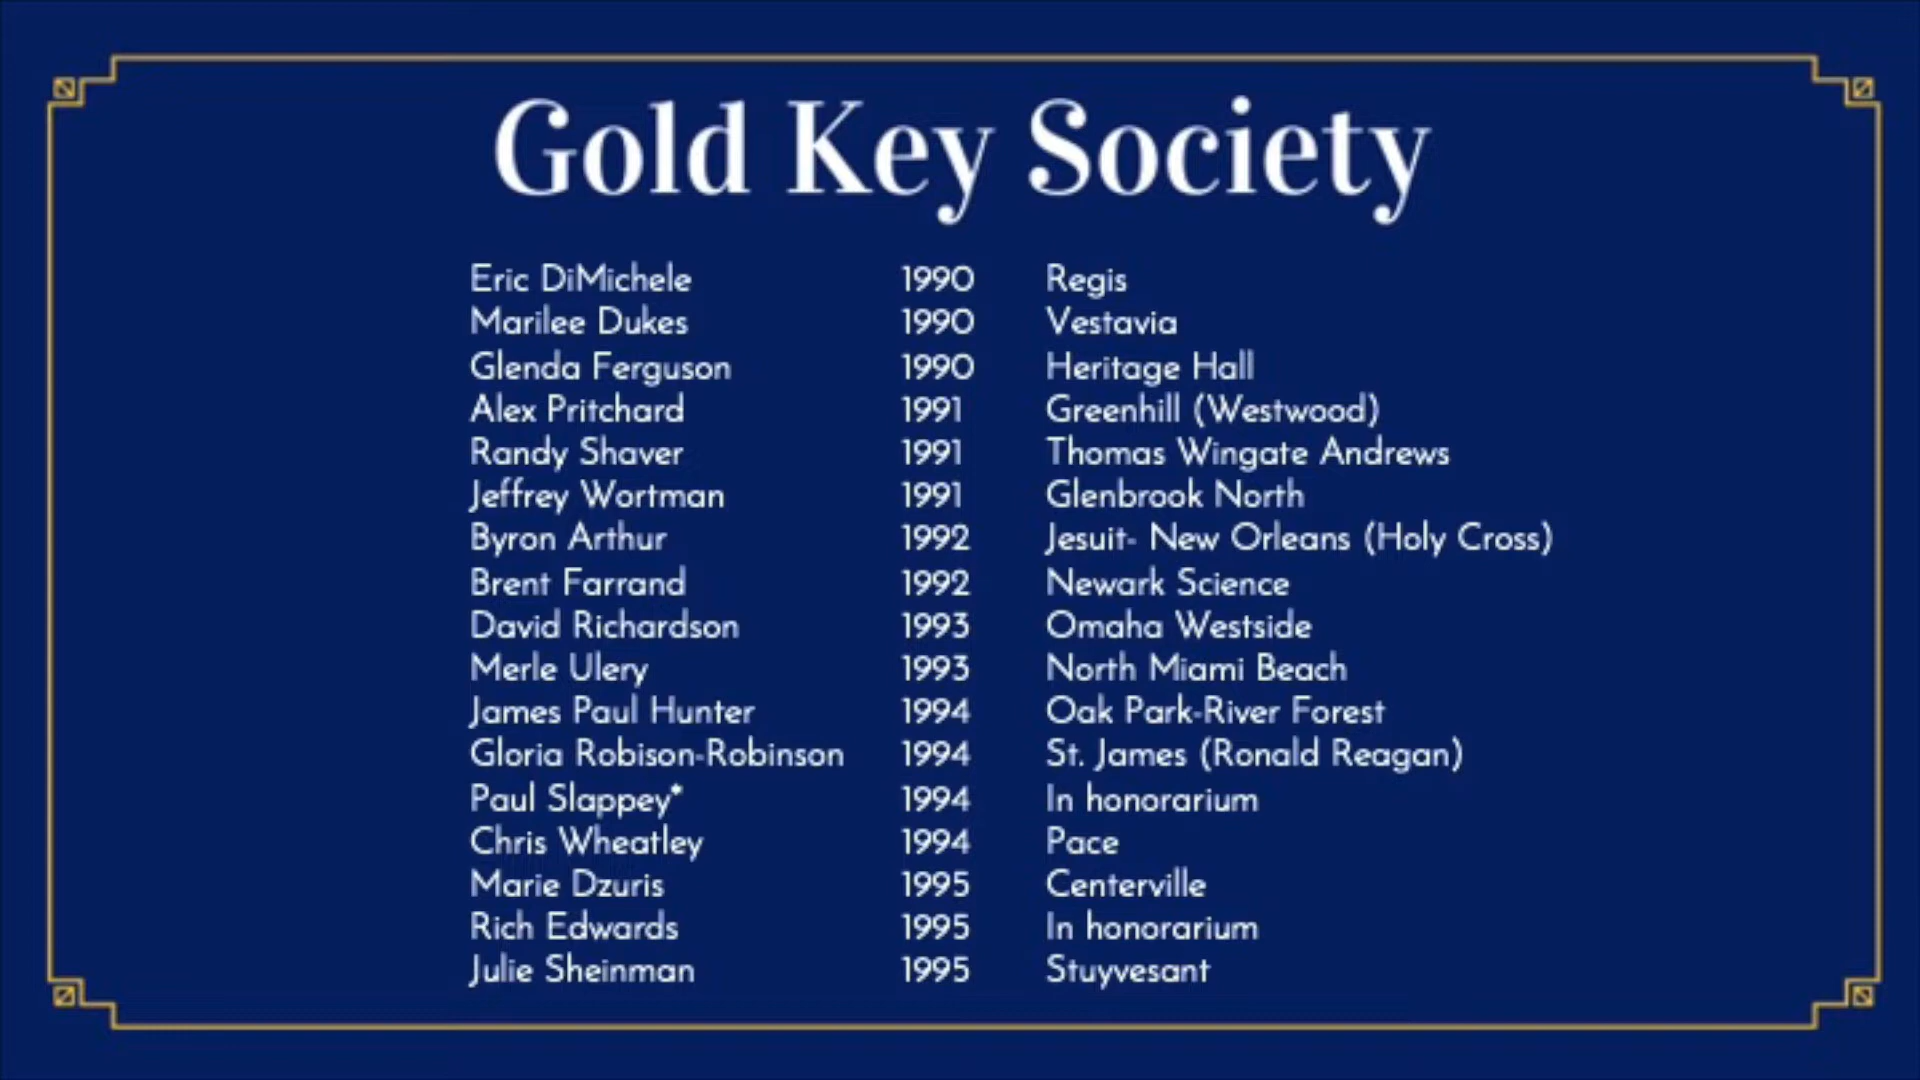 Gold Key Society
Eric DiMichele 1990 Regis
Marilee Dukes 1990 Vestavia
Glenda Ferguson 1990 Heritage Hall
Alex Pritchard 1991 Greenhill (Westwood)
Randy Shaver 1991 Thomas Wingate Andrews
Jeffrey Wortman 1991 Glenbrook North
Byron Arthur 1992 Jesuit- New Orleans (Holy Cross)
Brent Farrand 1992 Newark Science
David Richardson 1993 Omaha Westside
Merle Ulery 1993 North Miami Beach
James Paul Hunter 1994 Oak Park-River Forest
Gloria Robison-Robinson 1994 St. James (Ronald Reagan)
Paul Slappey* 1994 In honorarium
Chris Wheatley 1994 Pace
Marie Dzuris 1995 Centerville
Rich Edwards 1995 In honorarium
Julie Sheinman 1995 Stuyvesant